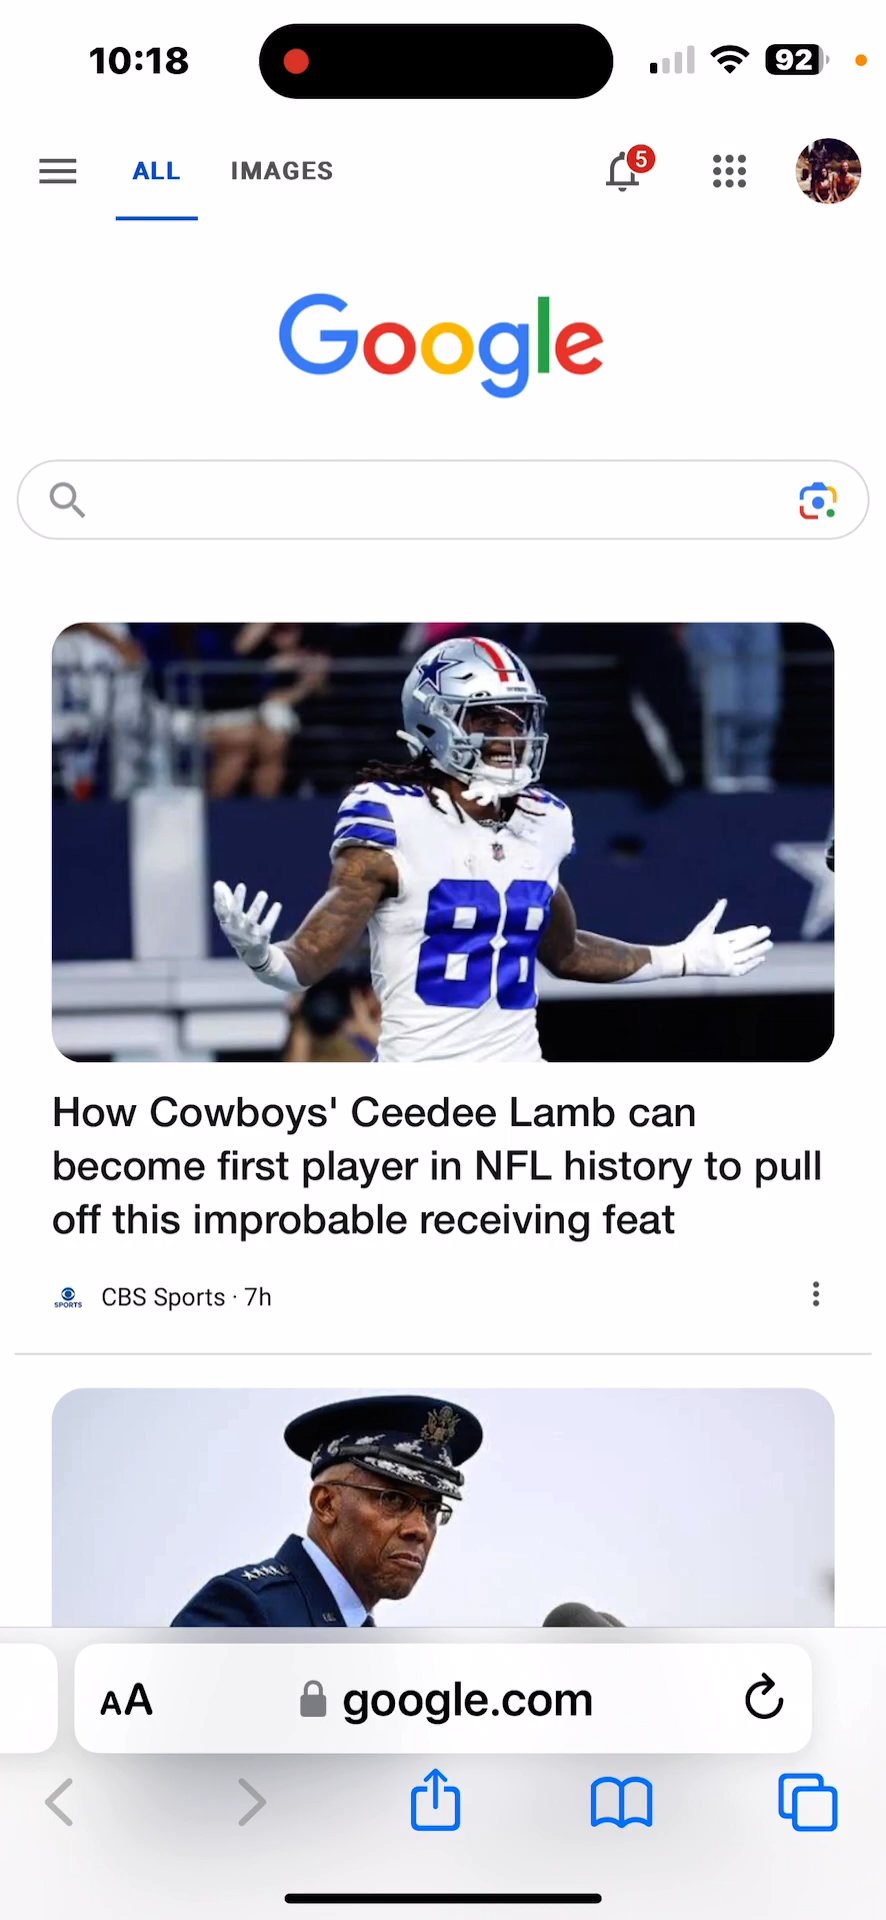 10:18
92
ALL IMAGES
5
Google
88
How Cowboys' Ceedee Lamb can
become first player in NFL history to pull
off this improbable receiving feat
SPORTS CBS Sports · 7h
AA google.com